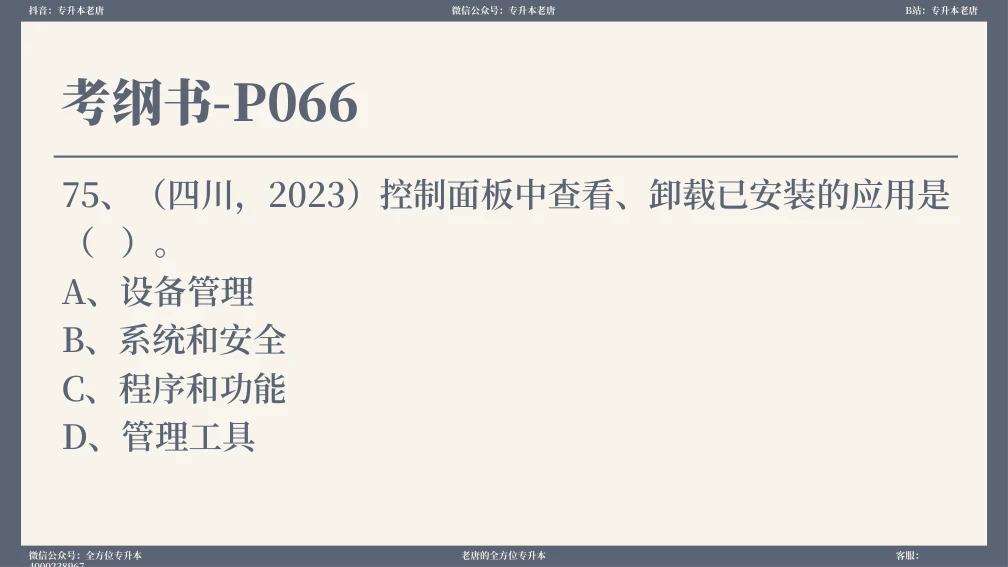 抖音：专升本老唐
微信公众号：专升本老唐
B站：专升本老唐
考纲书-P066
75、（四川，2023）控制面板中查看、卸载已安装的应用是
（  ）。
A、设备管理
B、系统和安全
C、程序和功能
D、管理工具
微信公众号：全方位专升本
老唐的全方位专升本
客服：
4000238967